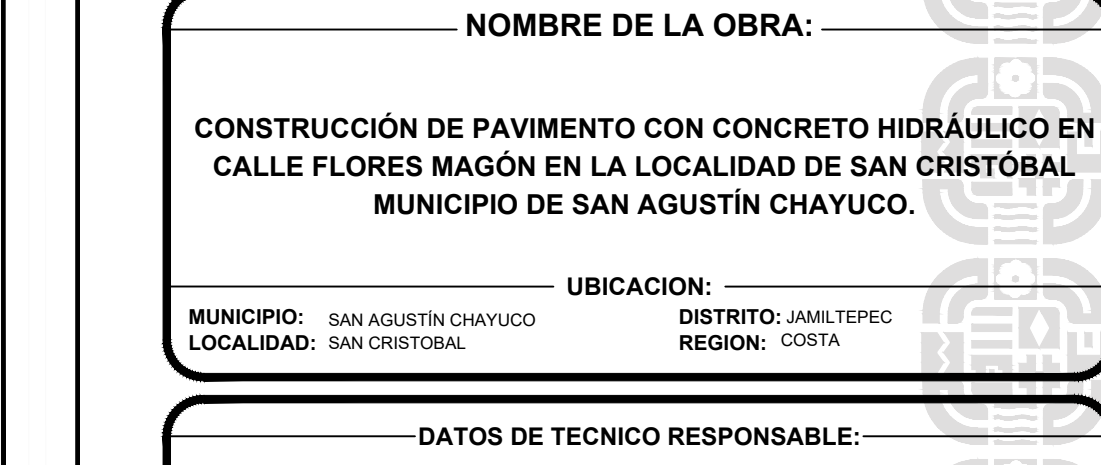 NOMBRE DE LA OBRA:
CONSTRUCCIÓN DE PAVIMENTO CON CONCRETO HIDRÁULICO EN
CALLE FLORES MAGÓN EN LA LOCALIDAD DE SAN CRISTÓBAL
MUNICIPIO DE SAN AGUSTÍN CHAYUCO.
UBICACION:
MUNICIPIO: SAN AGUSTÍN CHAYUCO DISTRITO: JAMILTEPEC
LOCALIDAD: SAN CRISTOBAL REGION: COSTA
DATOS DE TECNICO RESPONSABLE: